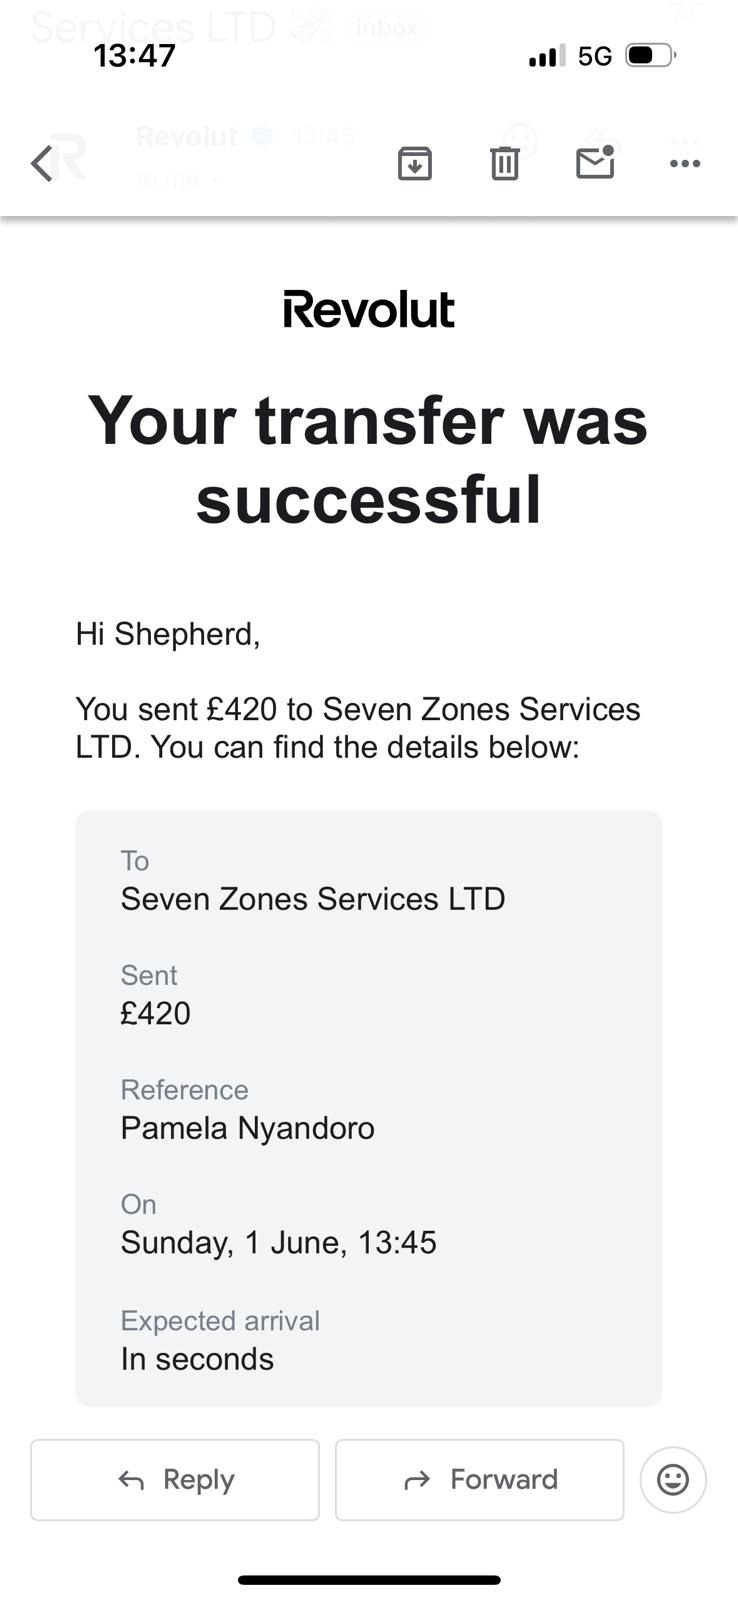 Services LTD 💸 Inbox
13:47
5G
Revolut 13:45
to me
Revolut
Your transfer was
successful
Hi Shepherd,
You sent £420 to Seven Zones Services
LTD. You can find the details below:
To
Seven Zones Services LTD
Sent
£420
Reference
Pamela Nyandoro
On
Sunday, 1 June, 13:45
Expected arrival
In seconds
Reply
Forward